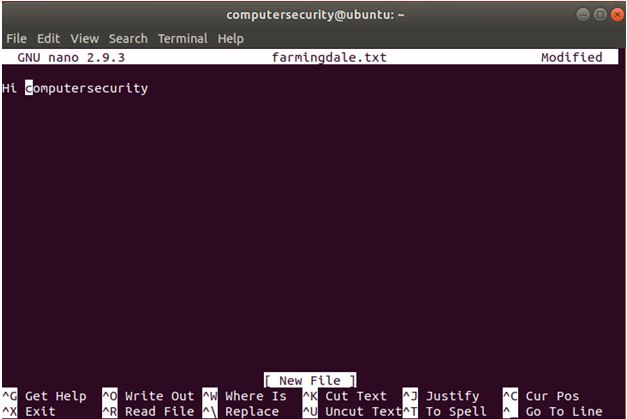 computersecurity@ubuntu: ~
File Edit View Search Terminal Help
GNU nano 2.9.3 farmingdale.txt Modified
Hi computersecurity
[ New File ]
^G Get Help ^O Write Out ^W Where Is ^K Cut Text ^J Justify ^C Cur Pos
^X Exit ^R Read File ^\ Replace ^U Uncut Text ^T To Spell ^_ Go To Line